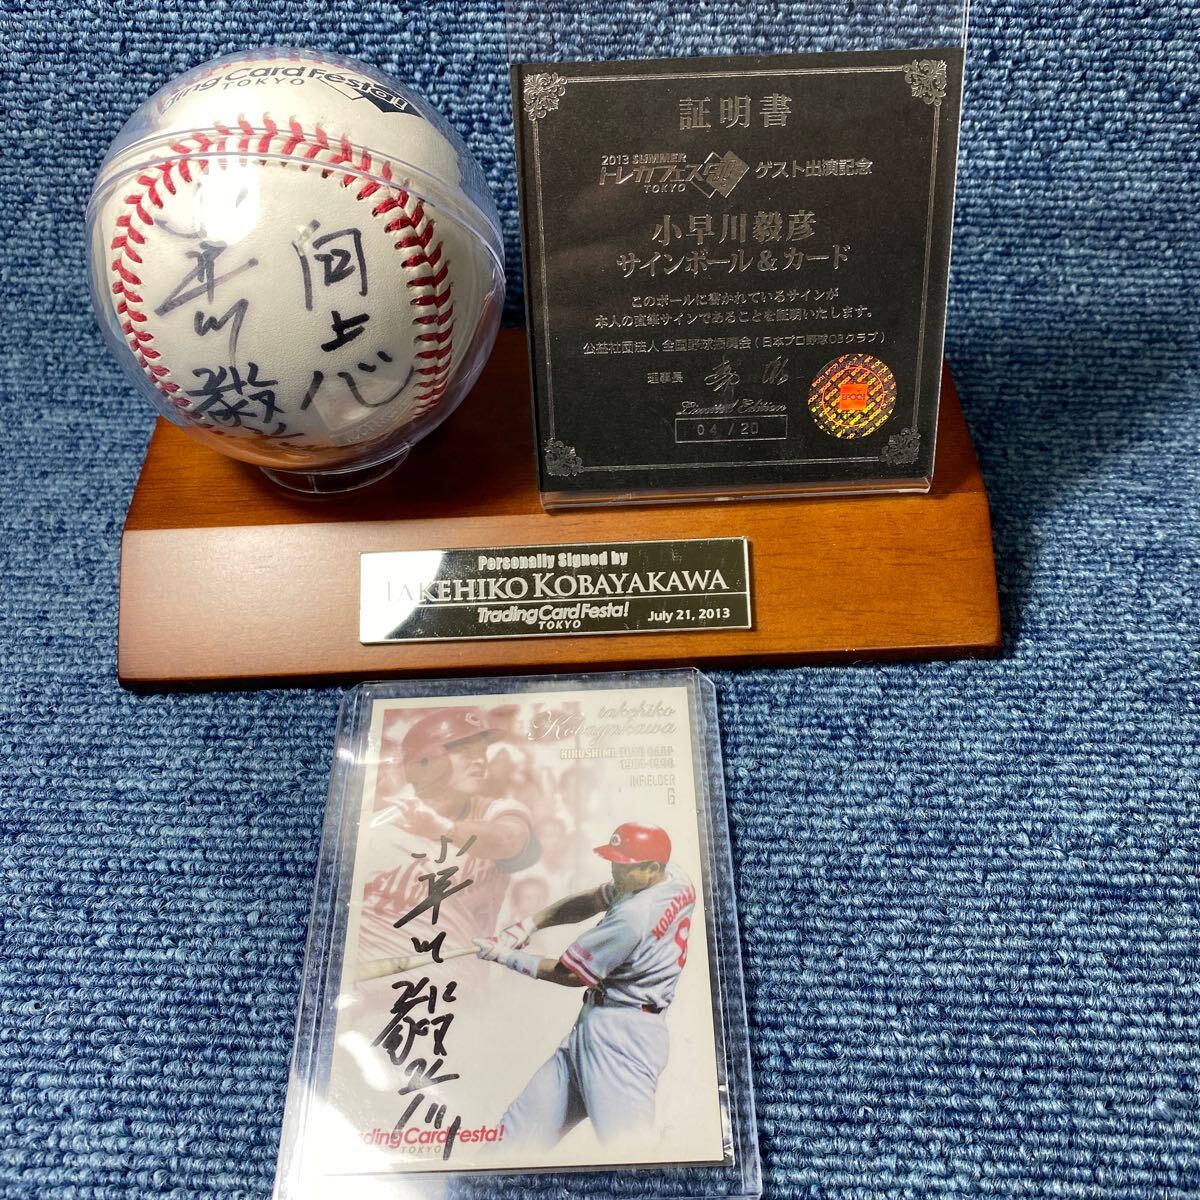 ding Card Festa!
TOKYO
小早川
毅彦
向上心
証明書
2013 SUMMER
トレカフェスタ
TOKYO
ゲスト出演記念
小早川毅彦
サインボール&カード
このボールに書かれているサインが
本人の直筆サインであることを証明いたします。
公益社団法人 全国野球振興会(日本プロ野球OBクラブ)
理事長
Limited Edition
04/20
EPOCH
Personally Signed by
TAKEHIKO KOBAYAKAWA
Trading Card Festa!
TOKYO
July 21, 2013
takehiko
Kobayakawa
HIROSHIMA TOYO CARP
INFIELDER
6
KOBAYAKA
小早川毅彦
ding Card Festa!
TOKYO